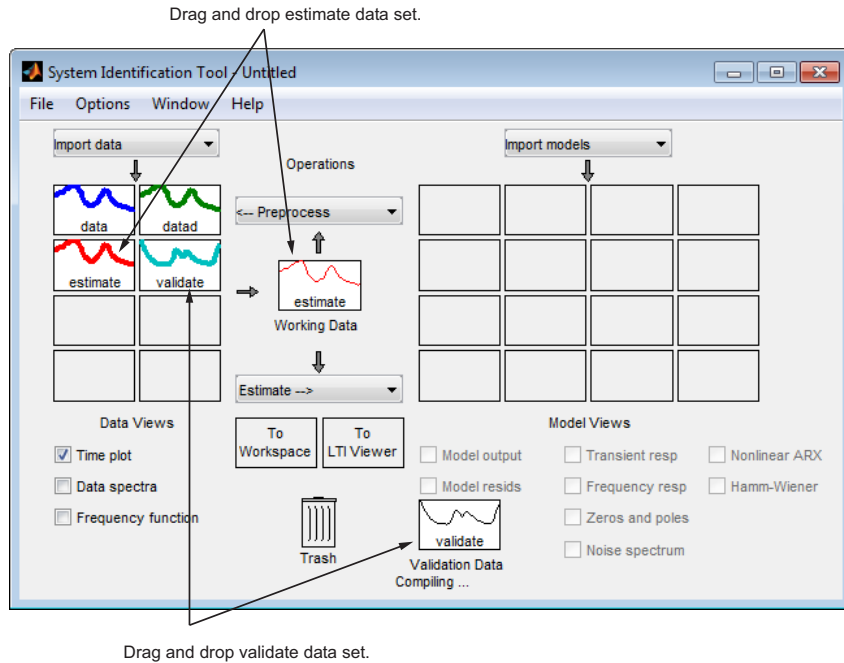 Drag and drop estimate data set.
System Identification Tool - Untitled
File Options Window Help
Import data
Operations
Import models
data
datad
<-- Preprocess
estimate
validate
estimate
Working Data
Estimate -->
Data Views
To Workspace
To LTI Viewer
Model Views
Time plot
Data spectra
Frequency function
Model output
Transient resp
Nonlinear ARX
Model resids
Frequency resp
Hamm-Wiener
Zeros and poles
Noise spectrum
Trash
validate
Validation Data
Compiling ...
Drag and drop validate data set.